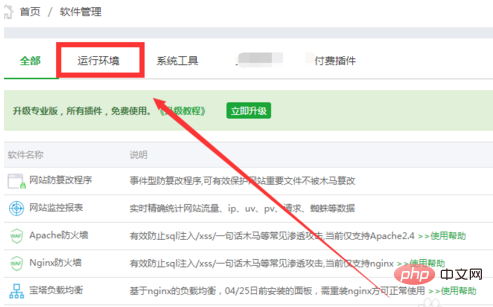 首页 / 软件管理
全部 运行环境 系统工具 付费插件
升级专业版，所有插件，免费使用。《升级教程》 立即升级
软件名称 说明
网站防篡改程序 事件型防篡改程序,可有效保护网站重要文件不被木马篡改
网站监控报表 实时精确统计网站流量、ip、uv、pv、请求、蜘蛛等数据
Apache防火墙 有效防止sql注入/xss/一句话木马等常见渗透攻击,当前仅支持Apache2.4 >>使用帮助
Nginx防火墙 有效防止sql注入/xss/一句话木马等常见渗透攻击,当前仅支持nginx >>使用帮助
宝塔负载均衡 基于nginx的负载均衡，04/25日前安装的面板，需重装nginx方可正常使用 >>使用帮助
php 中文网